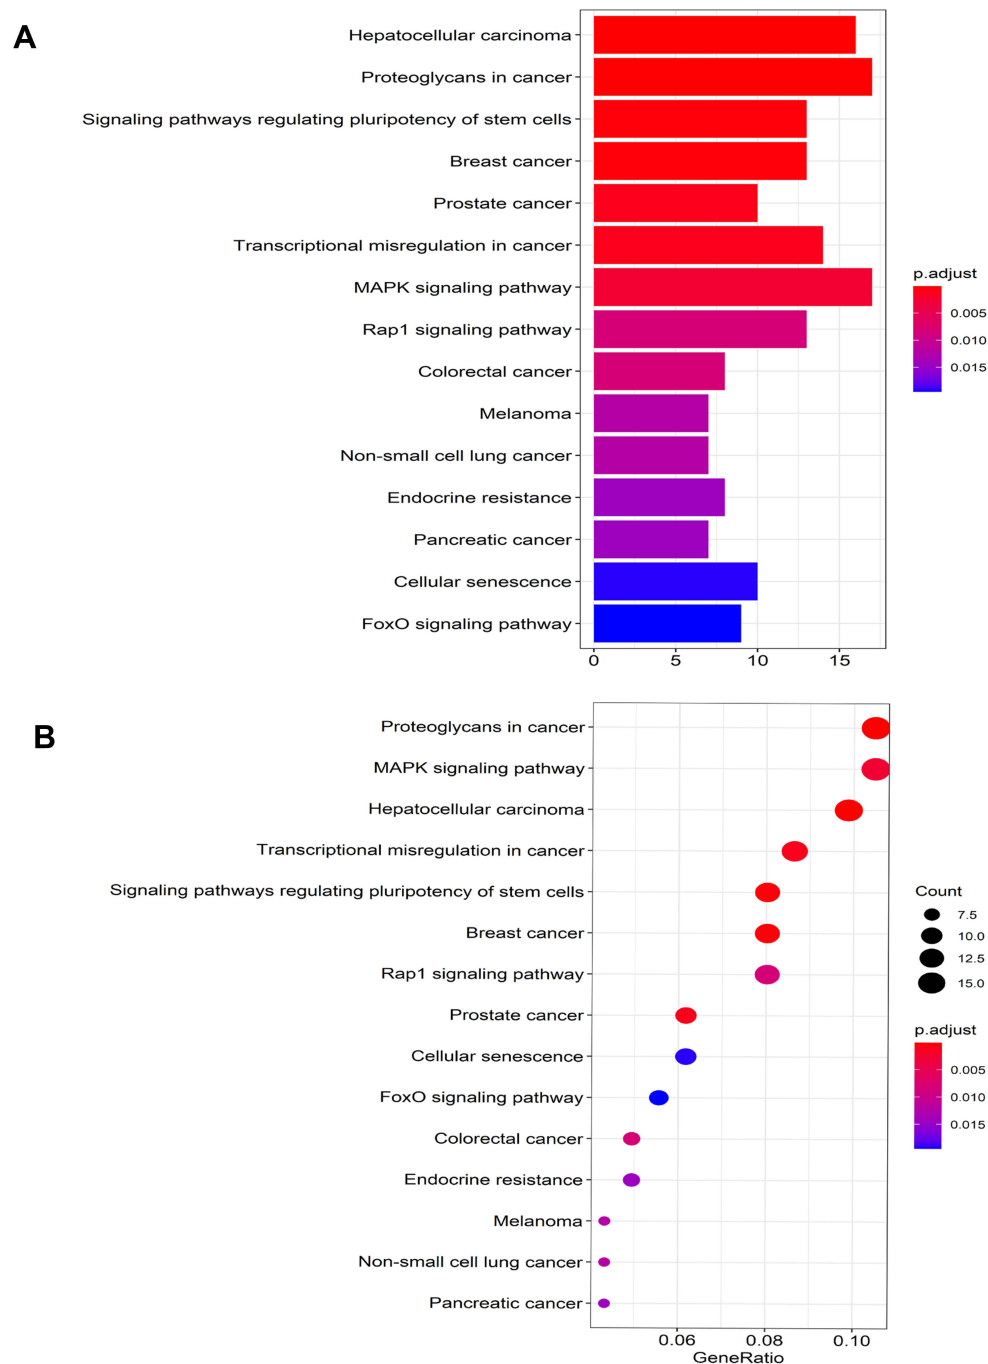 A
Hepatocellular carcinoma
Proteoglycans in cancer
Signaling pathways regulating pluripotency of stem cells
Breast cancer
Prostate cancer
Transcriptional misregulation in cancer
MAPK signaling pathway
Rap1 signaling pathway
Colorectal cancer
Melanoma
Non-small cell lung cancer
Endocrine resistance
Pancreatic cancer
Cellular senescence
FoxO signaling pathway
0 5 10 15
p.adjust
0.005
0.010
0.015
B
Proteoglycans in cancer
MAPK signaling pathway
Hepatocellular carcinoma
Transcriptional misregulation in cancer
Signaling pathways regulating pluripotency of stem cells
Breast cancer
Rap1 signaling pathway
Prostate cancer
Cellular senescence
FoxO signaling pathway
Colorectal cancer
Endocrine resistance
Melanoma
Non-small cell lung cancer
Pancreatic cancer
0.06 0.08 0.10
GeneRatio
Count
7.5
10.0
12.5
15.0
p.adjust
0.005
0.010
0.015